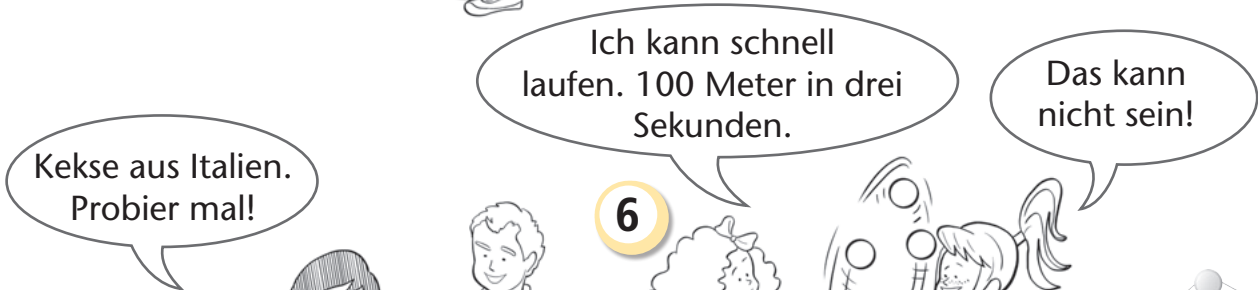 Ich kann schnell
laufen. 100 Meter in drei
Sekunden.
Das kann
nicht sein!
Kekse aus Italien.
Probier mal!
6